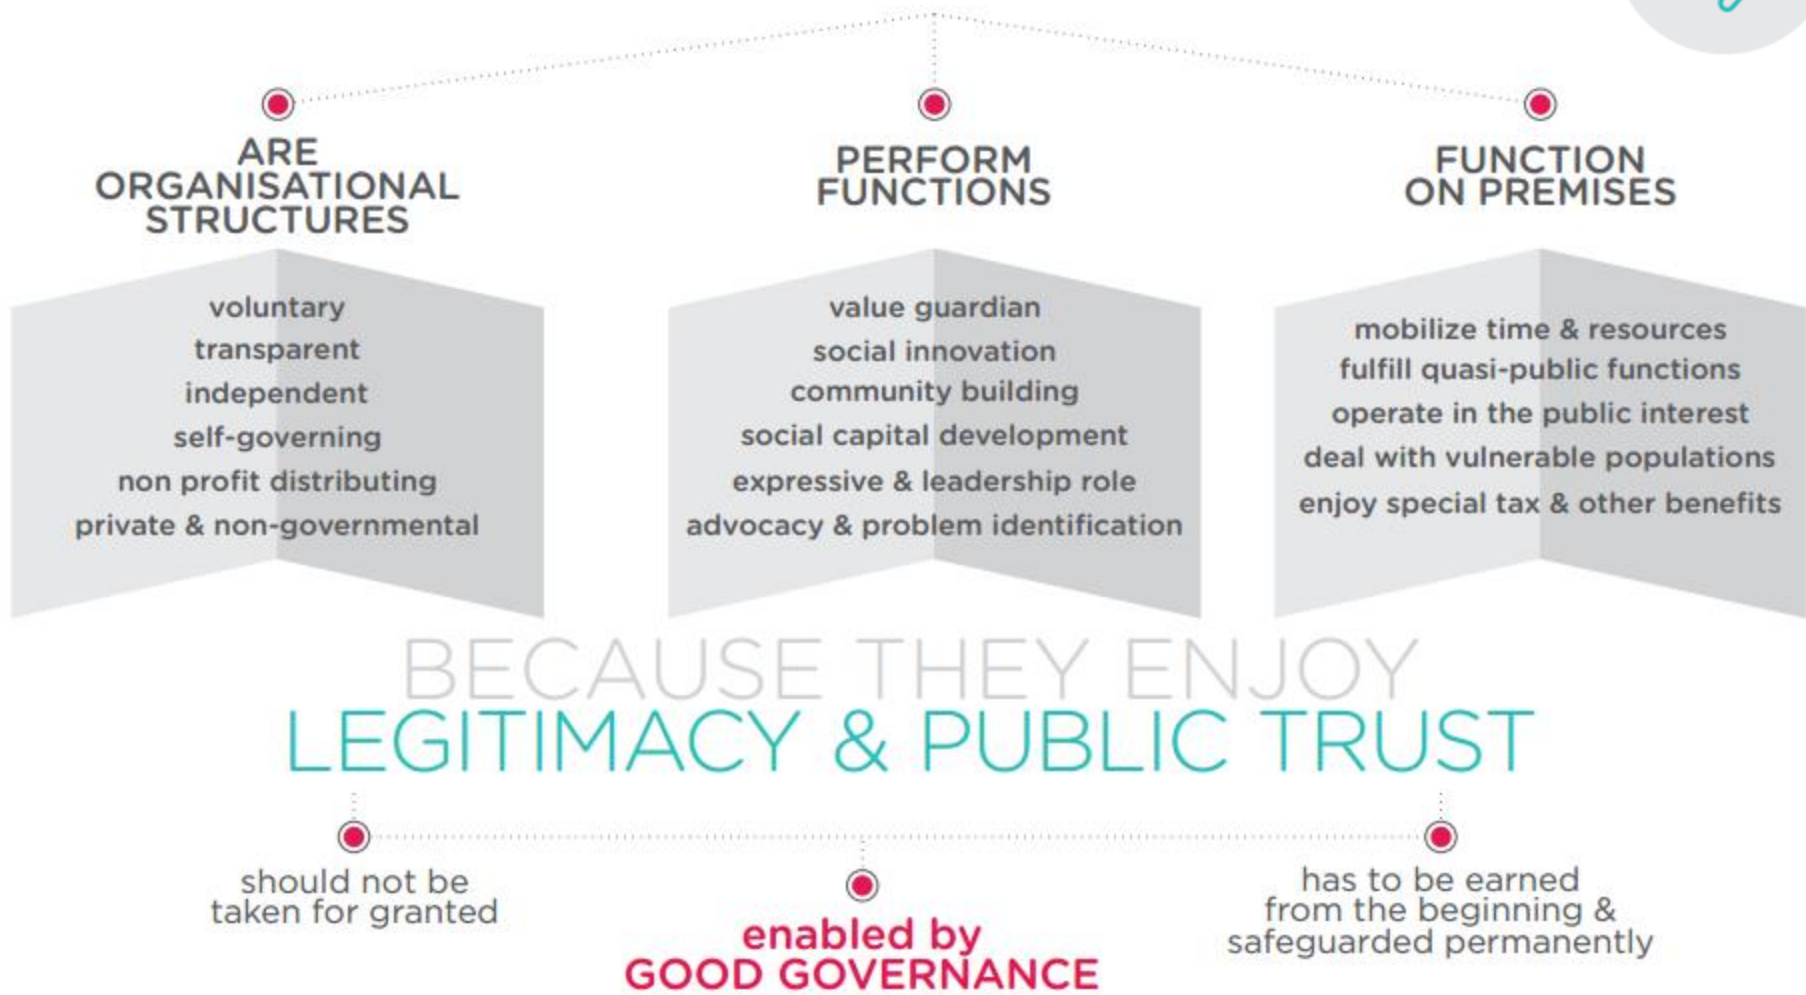 ARE
ORGANISATIONAL
STRUCTURES
voluntary
transparent
independent
self-governing
non profit distributing
private & non-governmental
PERFORM
FUNCTIONS
value guardian
social innovation
community building
social capital development
expressive & leadership role
advocacy & problem identification
FUNCTION
ON PREMISES
mobilize time & resources
fulfill quasi-public functions
operate in the public interest
deal with vulnerable populations
enjoy special tax & other benefits
BECAUSE THEY ENJOY
LEGITIMACY & PUBLIC TRUST
should not be
taken for granted
enabled by
GOOD GOVERNANCE
has to be earned
from the beginning &
safeguarded permanently